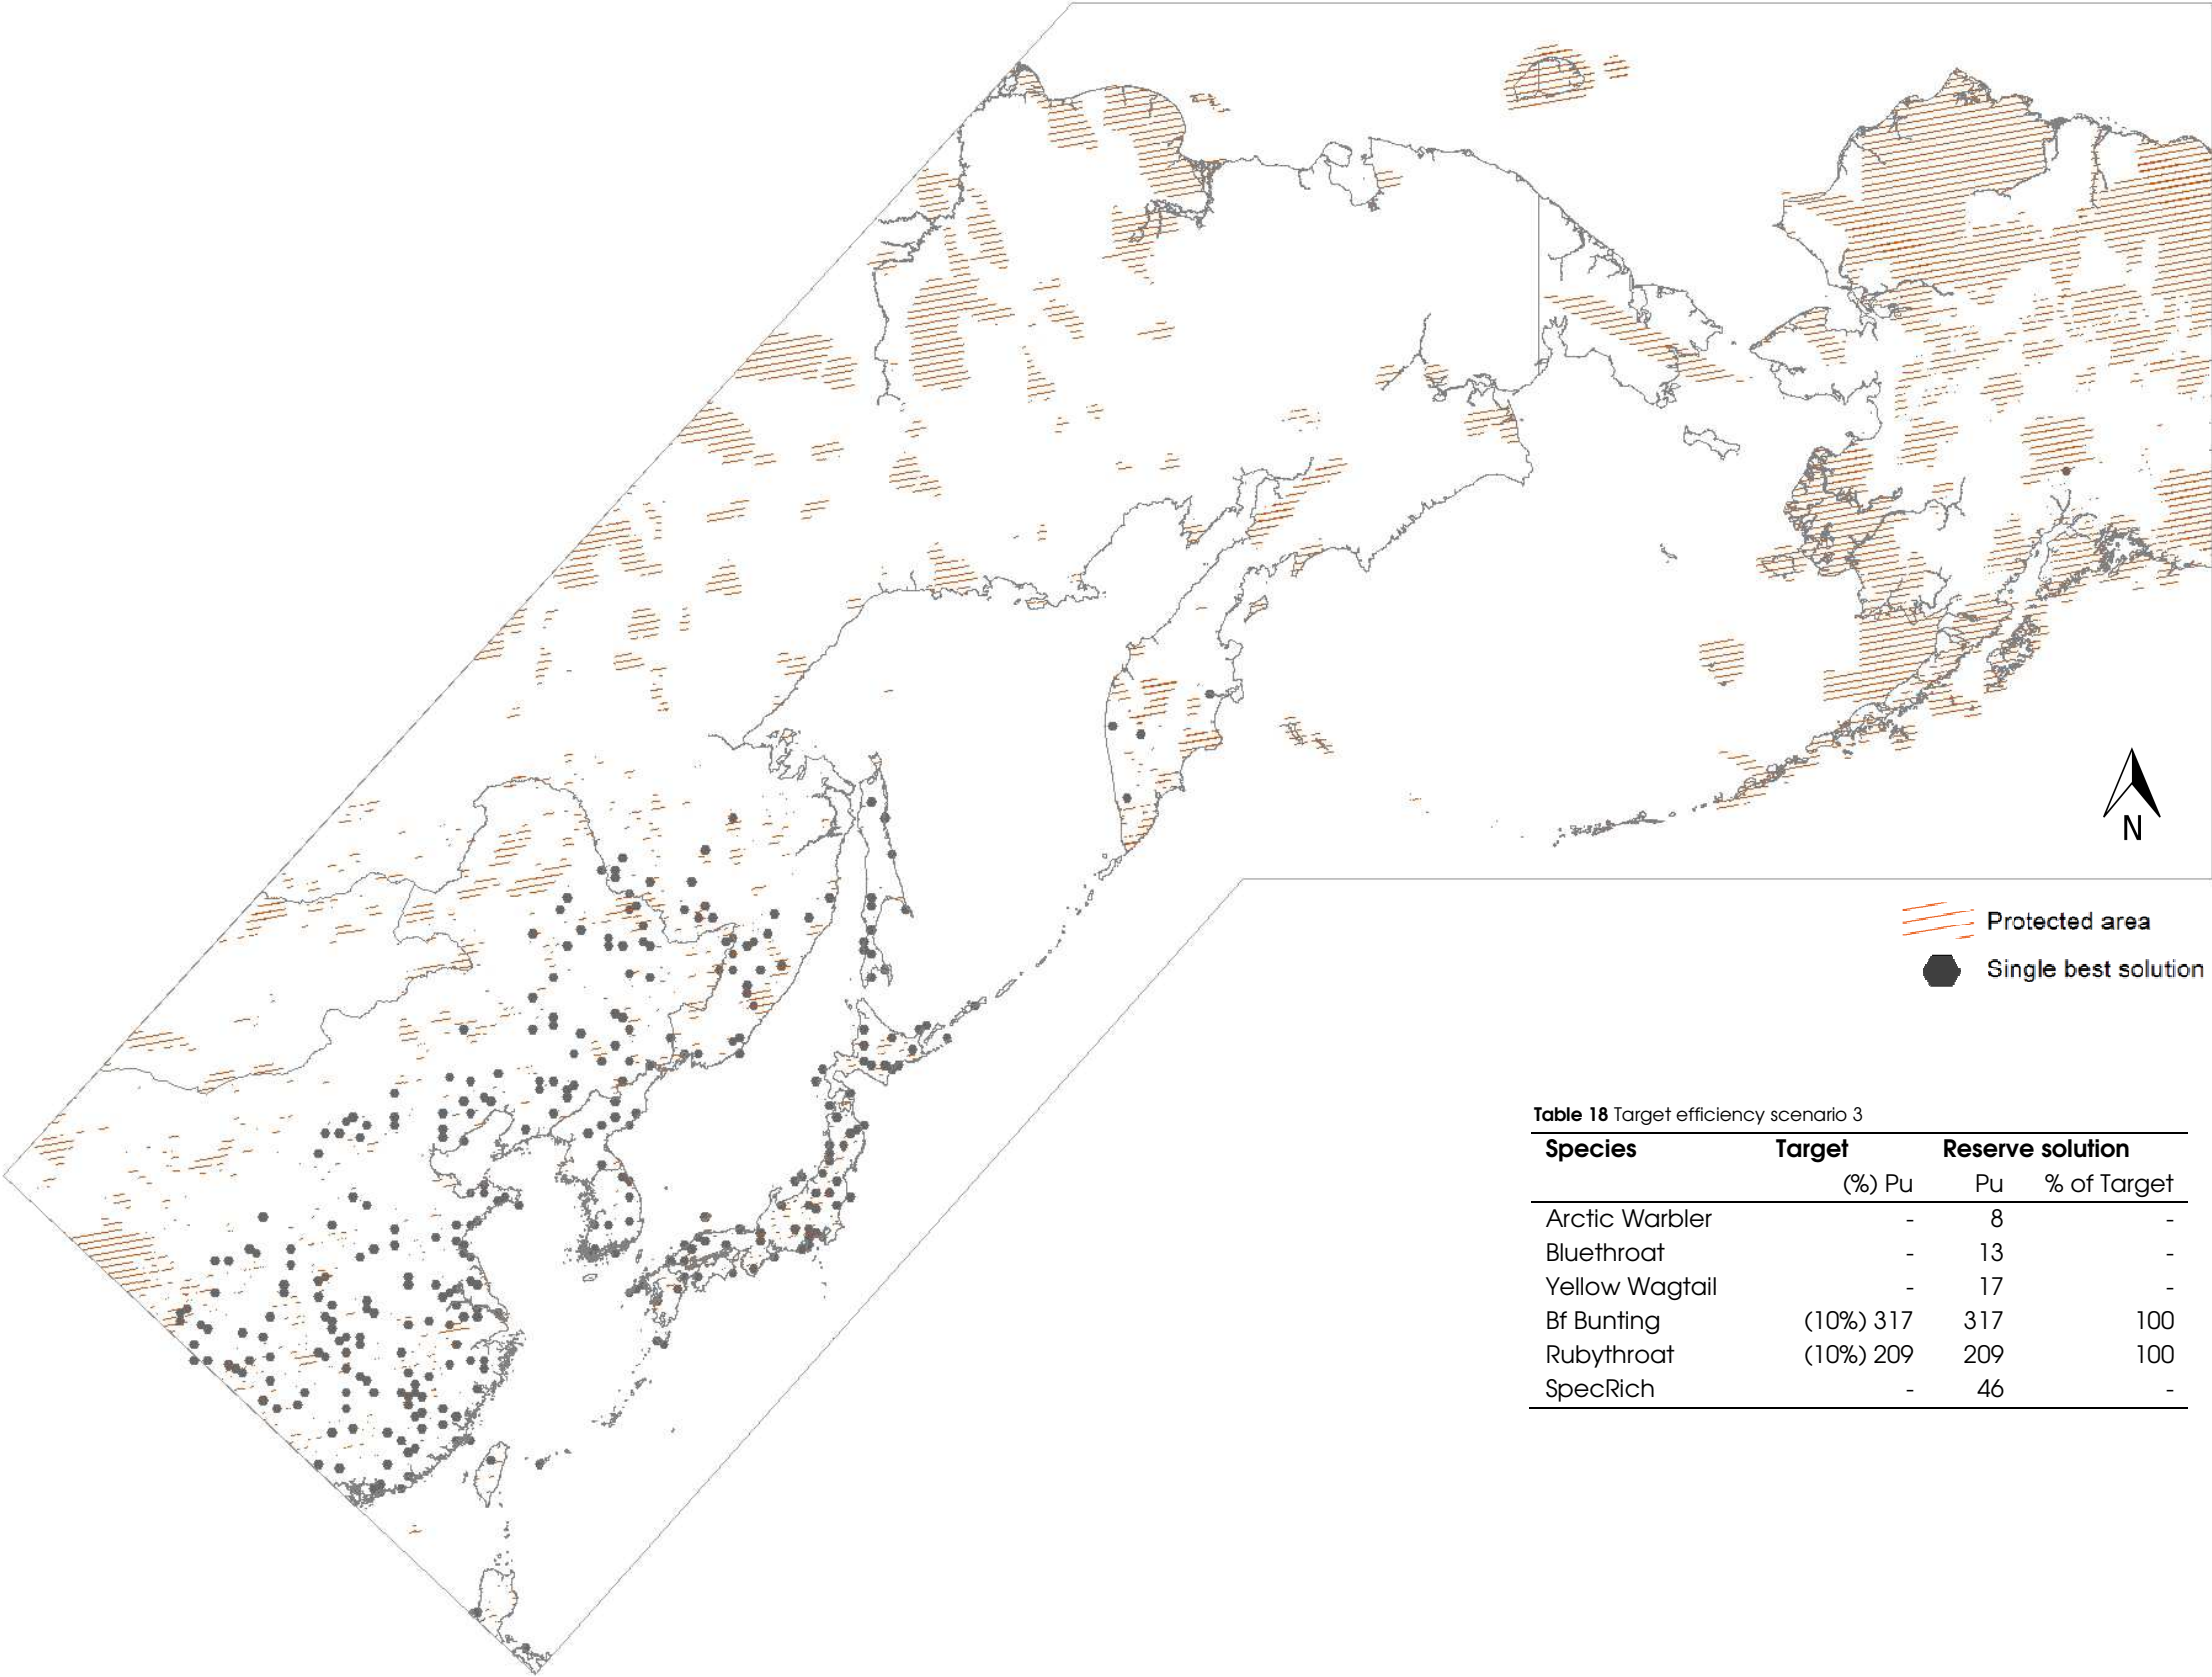 N
Protected area
Single best solution
Table 18 Target efficiency scenario 3
Species Target Reserve solution
(%) Pu Pu % of Target
Arctic Warbler - 8 -
Bluethroat - 13 -
Yellow Wagtail - 17 -
Bf Bunting (10%) 317 317 100
Rubythroat (10%) 209 209 100
SpecRich - 46 -